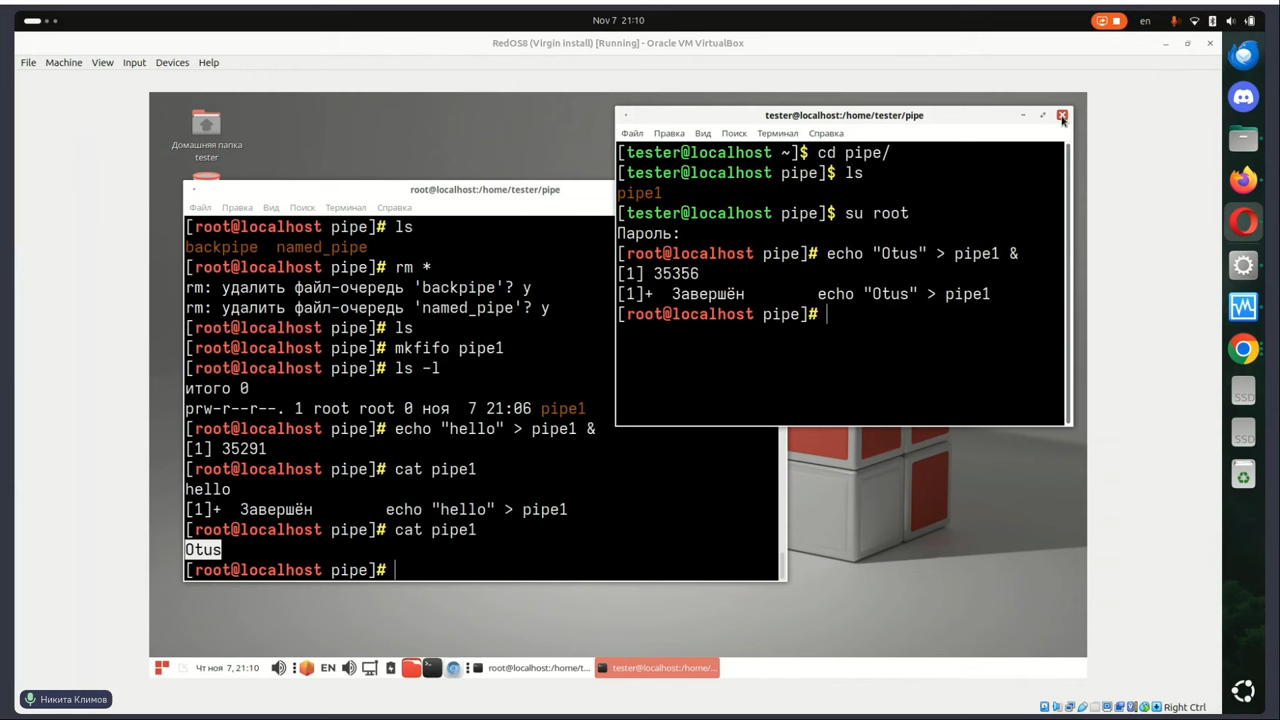 Nov 7 21:10
en
RedOS8 (Virgin install) [Running] - Oracle VM VirtualBox
File Machine View Input Devices Help
Домашняя папка
tester
root@localhost:/home/tester/pipe
Файл Правка Вид Поиск Терминал Справка
[root@localhost pipe]# ls
backpipe named_pipe
[root@localhost pipe]# rm *
rm: удалить файл-очередь 'backpipe'? y
rm: удалить файл-очередь 'named_pipe'? y
[root@localhost pipe]# ls
[root@localhost pipe]# mkfifo pipe1
[root@localhost pipe]# ls -l
итого 0
prw-r--r--. 1 root root 0 ноя  7 21:06 pipe1
[root@localhost pipe]# echo "hello" > pipe1 &
[1] 35291
[root@localhost pipe]# cat pipe1
hello
[1]+  Завершён        echo "hello" > pipe1
[root@localhost pipe]# cat pipe1
Otus
[root@localhost pipe]#
tester@localhost:/home/tester/pipe
Файл Правка Вид Поиск Терминал Справка
[tester@localhost ~]$ cd pipe/
[tester@localhost pipe]$ ls
pipe1
[tester@localhost pipe]$ su root
Пароль:
[root@localhost pipe]# echo "Otus" > pipe1 &
[1] 35356
[1]+  Завершён        echo "Otus" > pipe1
[root@localhost pipe]#
SSD
SSD
Чт ноя 7, 21:10
EN
root@localhost:/home/t...
tester@localhost:/home/...
Никита Климов
Right Ctrl